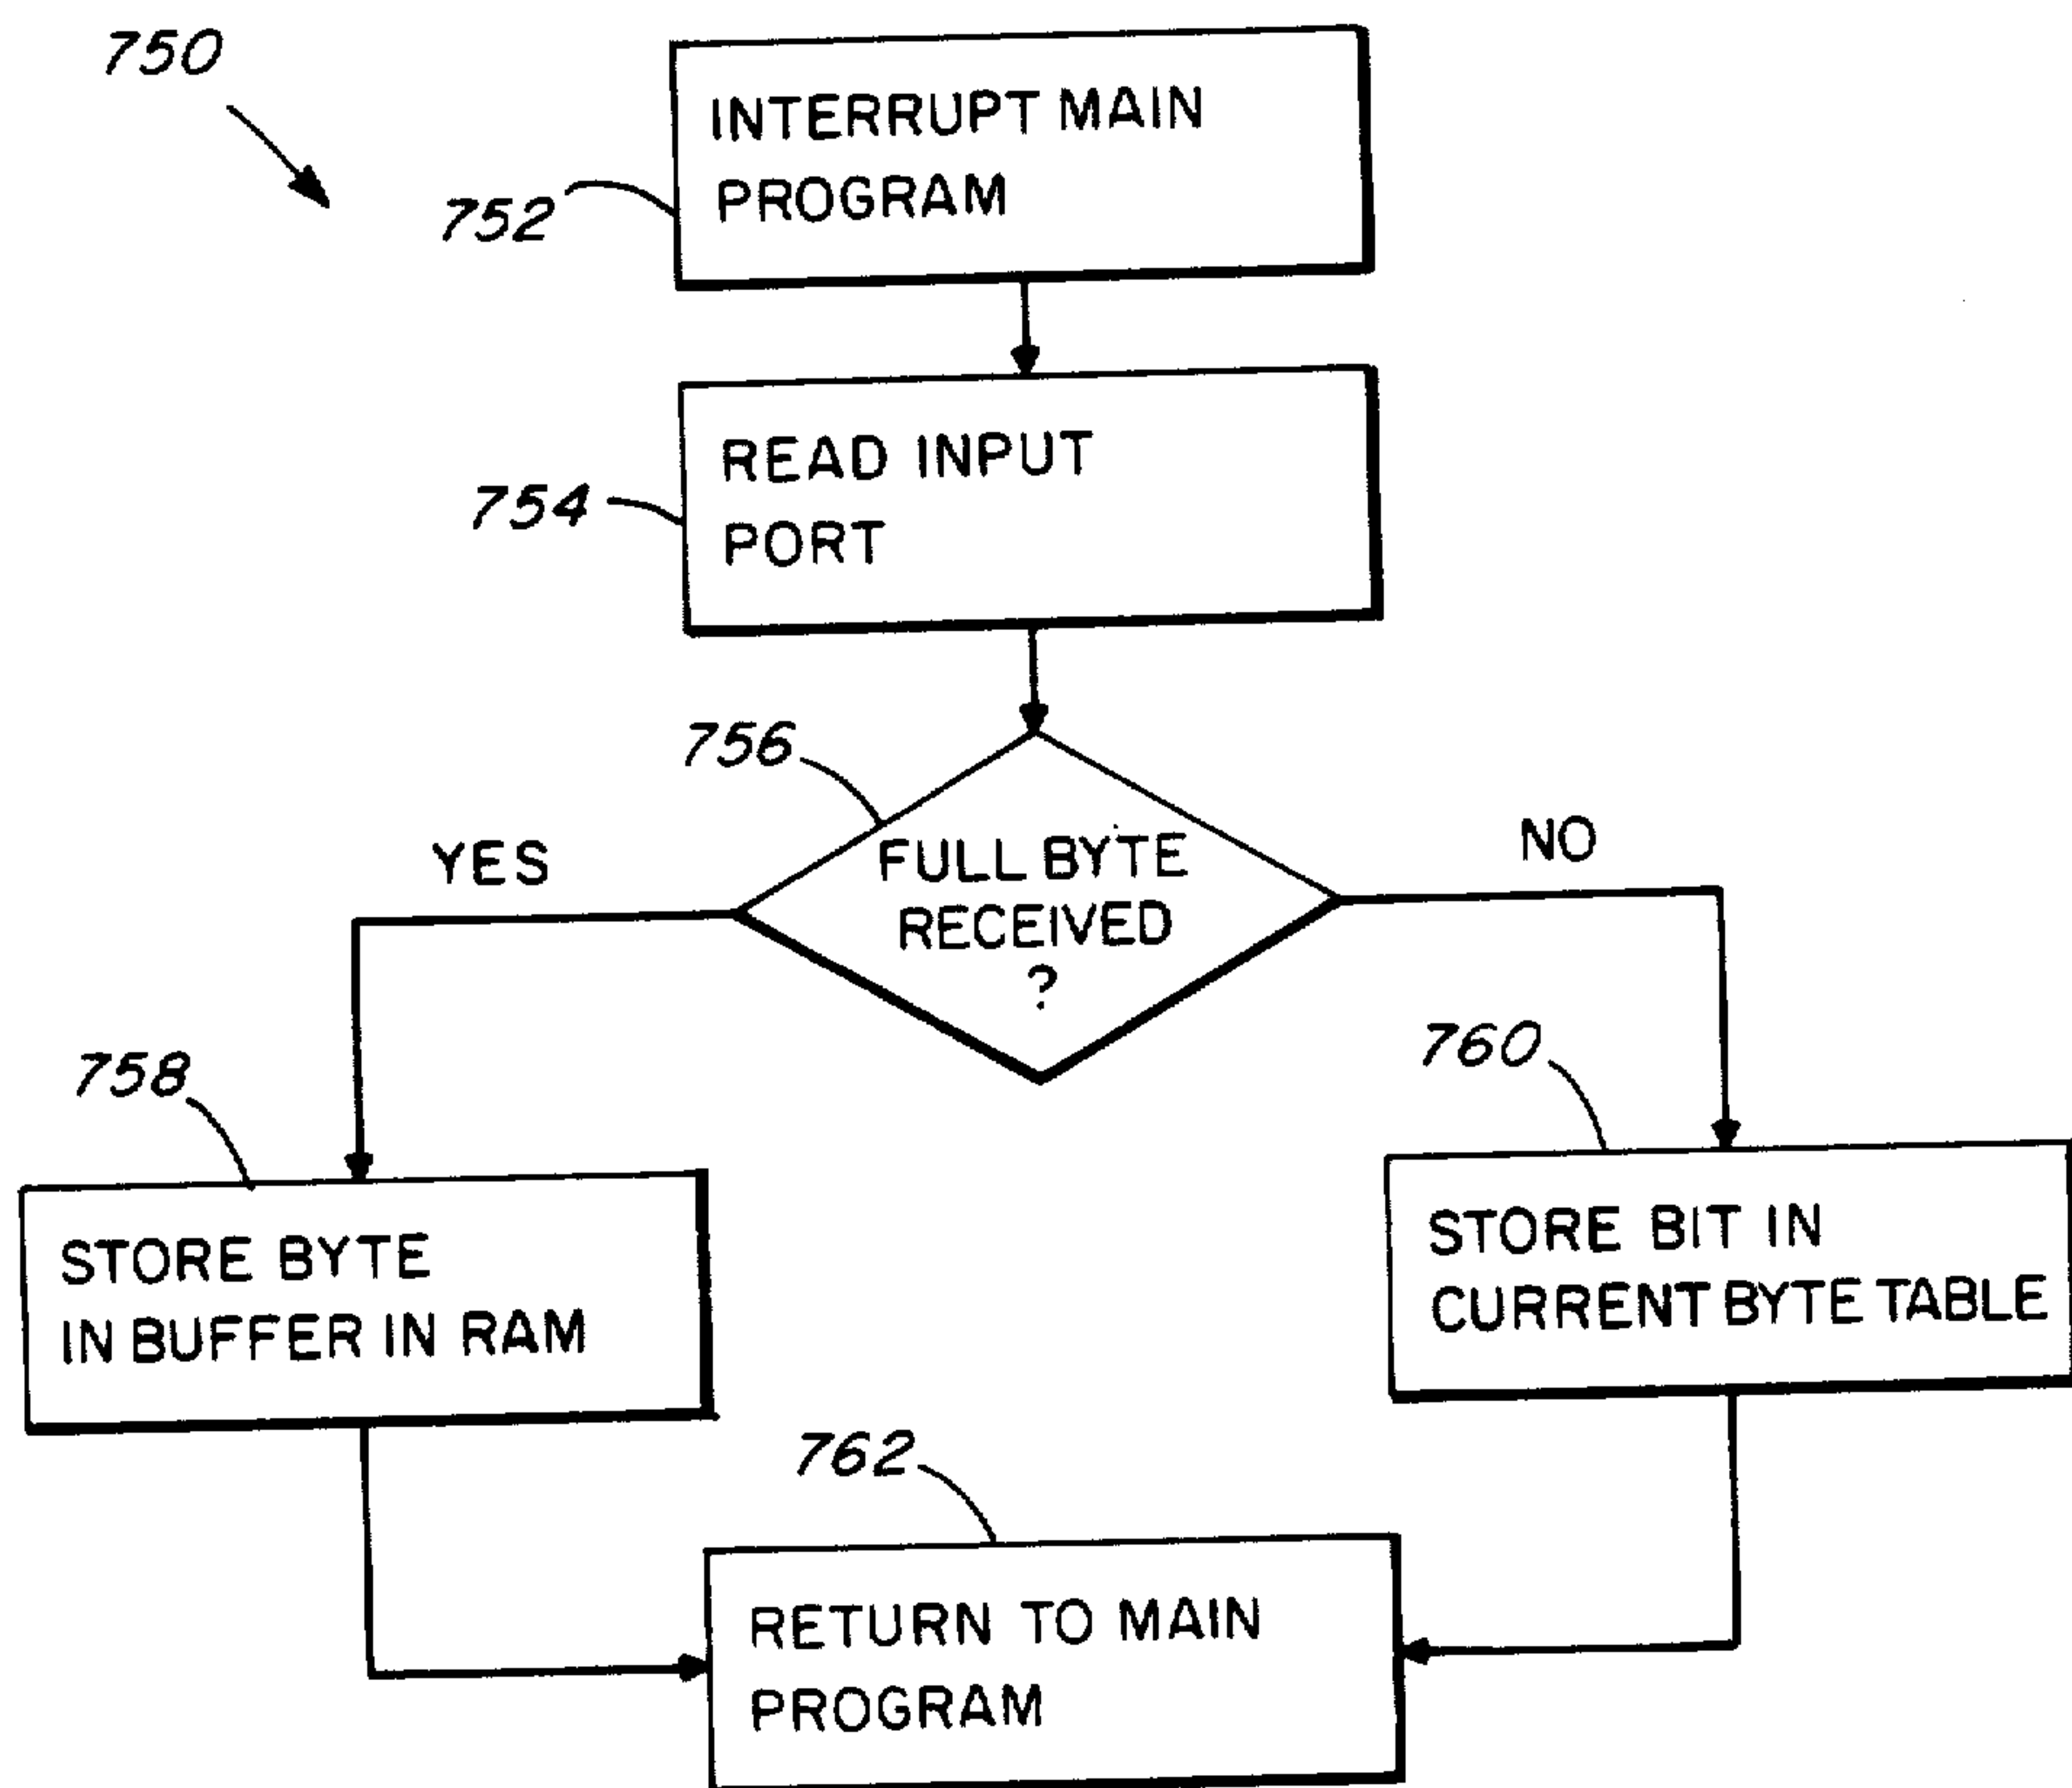 750
INTERRUPT MAIN
PROGRAM
752
READ INPUT
PORT
754
756
FULL BYTE
RECEIVED
?
YES
NO
758
760
STORE BYTE
IN BUFFER IN RAM
STORE BIT IN
CURRENT BYTE TABLE
762
RETURN TO MAIN
PROGRAM